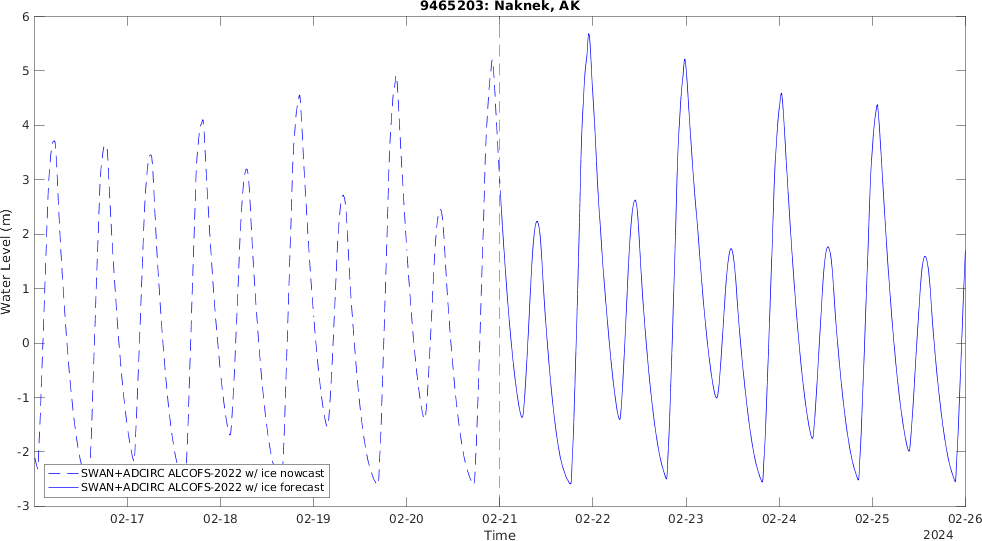 9465203: Naknek, AK
6
5
4
3
2
1
0
-1
-2
-3
Water Level (m)
SWAN+ADCIRC ALCOFS-2022 w/ ice nowcast
SWAN+ADCIRC ALCOFS-2022 w/ ice forecast
02-17 02-18 02-19 02-20 02-21 02-22 02-23 02-24 02-25 02-26
Time
2024